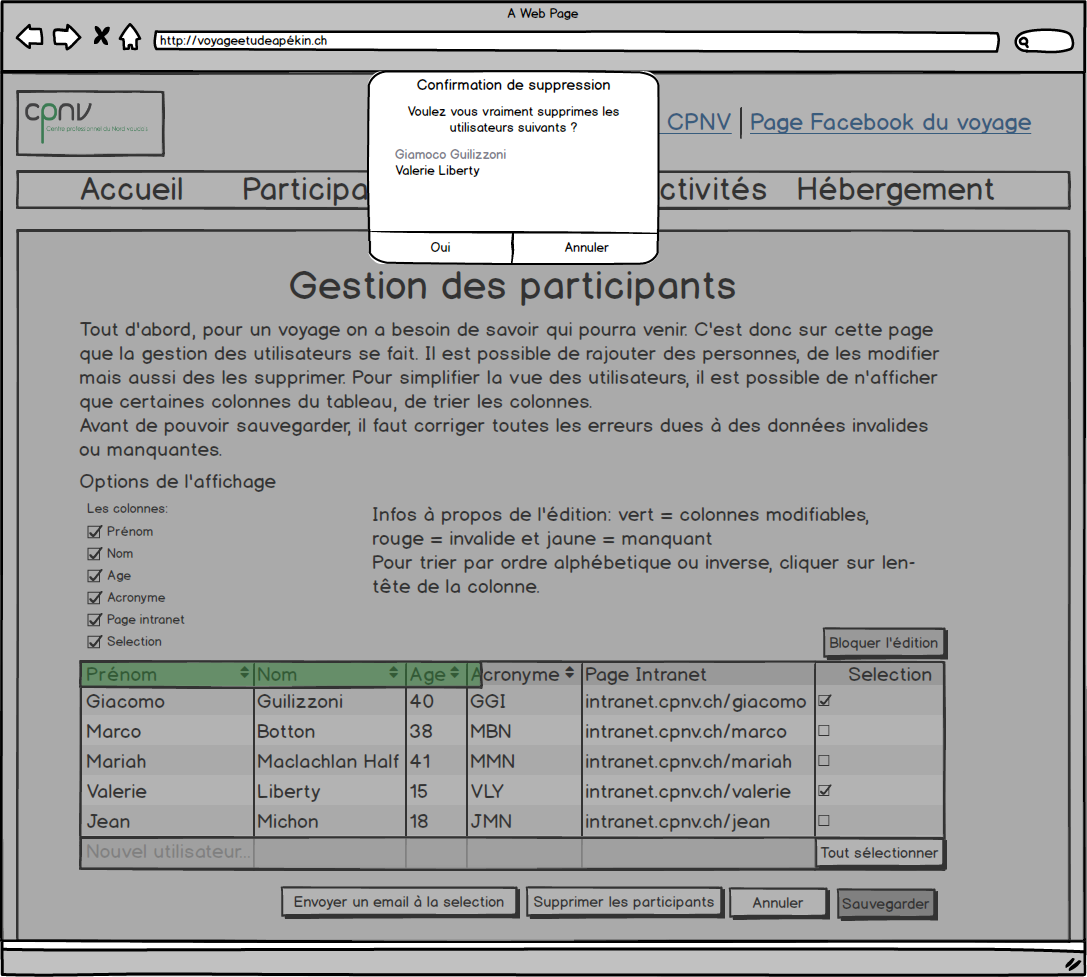 A Web Page
http://voyageetudeapékin.ch
Confirmation de suppression
Voulez vous vraiment supprimes les
utilisateurs suivants ?
Giamoco Guilizzoni
Valerie Liberty
Oui
Annuler
cpnv
Centre professionnel du Nord vaudois
CPNV
Page Facebook du voyage
Accueil
Participa
ctivités
Hébergement
Gestion des participants
Tout d'abord, pour un voyage on a besoin de savoir qui pourra venir. C'est donc sur cette page
que la gestion des utilisateurs se fait. Il est possible de rajouter des personnes, de les modifier
mais aussi des les supprimer. Pour simplifier la vue des utilisateurs, il est possible de n'afficher
que certaines colonnes du tableau, de trier les colonnes.
Avant de pouvoir sauvegarder, il faut corriger toutes les erreurs dues à des données invalides
ou manquantes.
Options de l'affichage
Les colonnes:
Prénom
Nom
Age
Acronyme
Page intranet
Selection
Infos à propos de l'édition: vert = colonnes modifiables,
rouge = invalide et jaune = manquant
Pour trier par ordre alphébetique ou inverse, cliquer sur len-
tête de la colonne.
Bloquer l'édition
Prénom Nom Age Acronyme Page Intranet Selection
Giacomo Guilizzoni 40 GGI intranet.cpnv.ch/giacomo
Marco Botton 38 MBN intranet.cpnv.ch/marco
Mariah Maclachlan Half 41 MMN intranet.cpnv.ch/mariah
Valerie Liberty 15 VLY intranet.cpnv.ch/valerie
Jean Michon 18 JMN intranet.cpnv.ch/jean
Nouvel utilisateur... Tout sélectionner
Envoyer un email à la selection
Supprimer les participants
Annuler
Sauvegarder